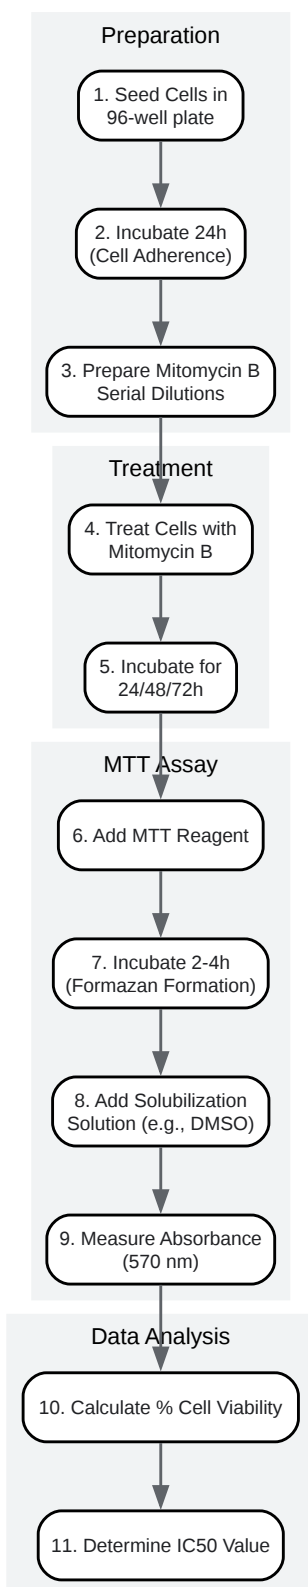 Preparation
1. Seed Cells in
96-well plate
2. Incubate 24h
(Cell Adherence)
3. Prepare Mitomycin B
Serial Dilutions
Treatment
4. Treat Cells with
Mitomycin B
5. Incubate for
24/48/72h
MTT Assay
6. Add MTT Reagent
7. Incubate 2-4h
(Formazan Formation)
8. Add Solubilization
Solution (e.g., DMSO)
9. Measure Absorbance
(570 nm)
Data Analysis
10. Calculate % Cell Viability
11. Determine IC50 Value